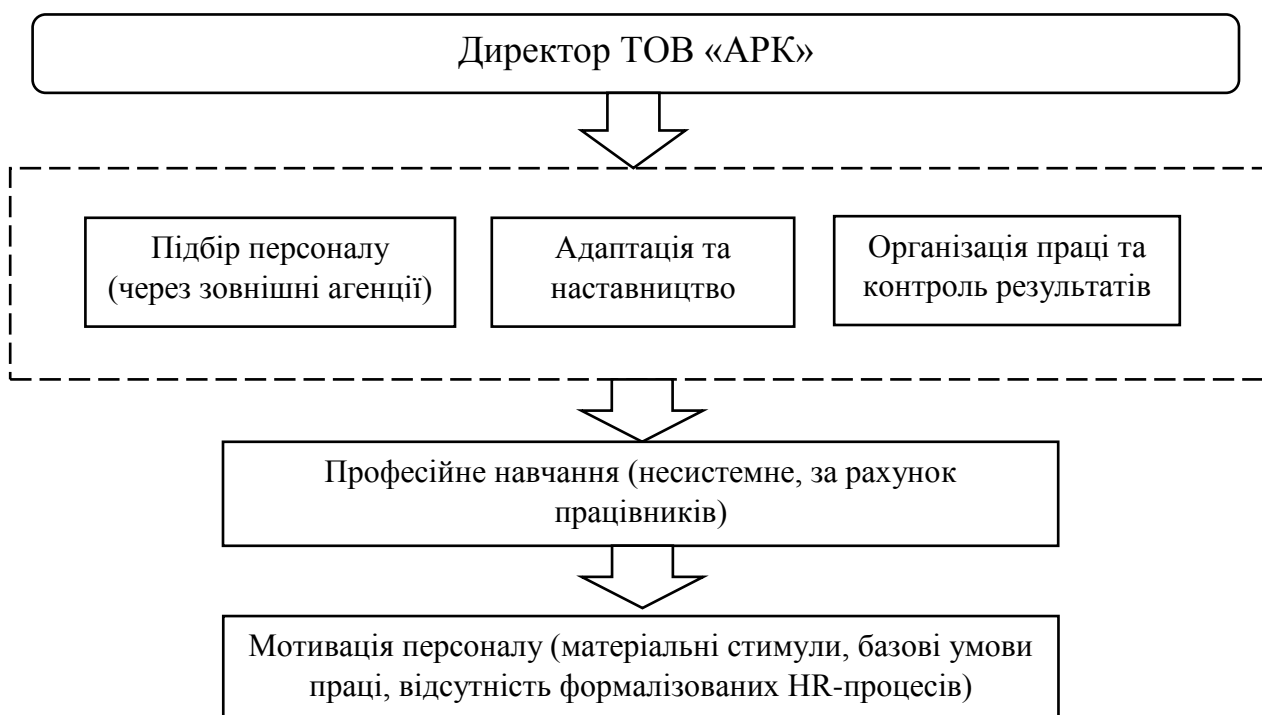 Директор ТОВ «АРК»
Підбір персоналу
(через зовнішні агенції)
Адаптація та
наставництво
Організація праці та
контроль результатів
Професійне навчання (несистемне, за рахунок
працівників)
Мотивація персоналу (матеріальні стимули, базові умови
праці, відсутність формалізованих HR-процесів)